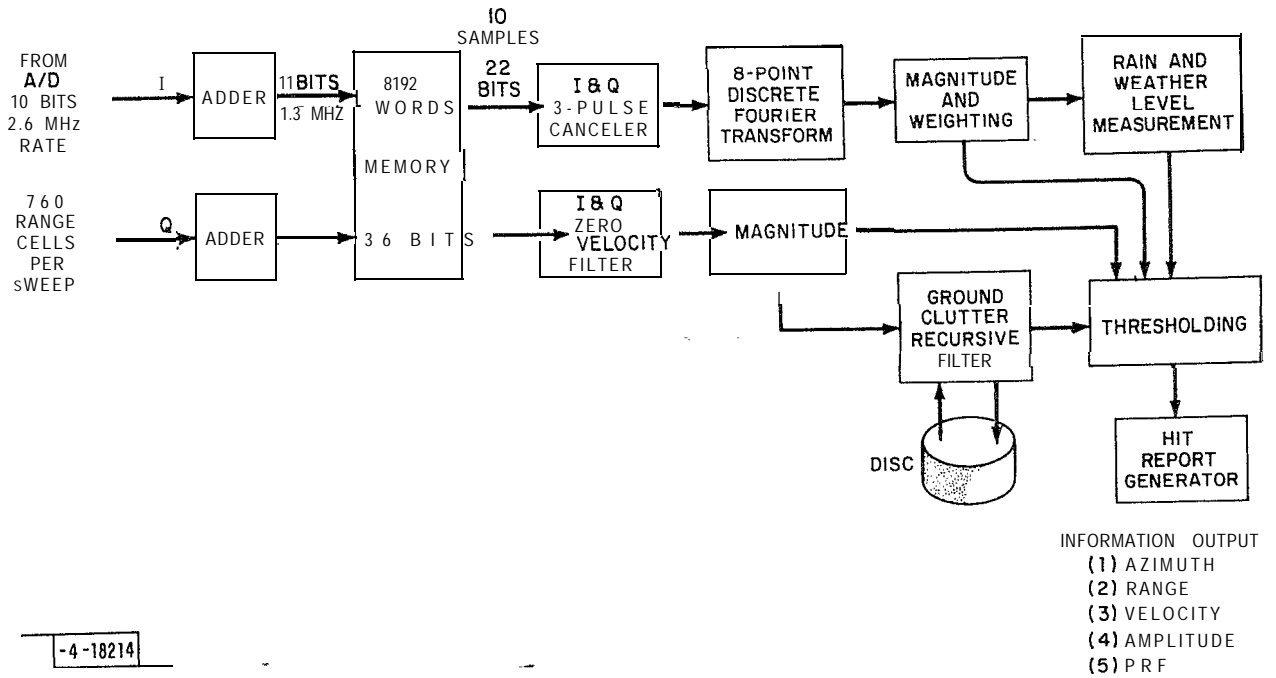 FROM
A/D
10 BITS
2.6 MHz
RATE
I
ADDER
11 BITS
1.3 MHZ
8192
WORDS
MEMORY
36 BITS
10
SAMPLES
22
BITS
I & Q
3-PULSE
CANCELER
8-POINT
DISCRETE
FOURIER
TRANSFORM
MAGNITUDE
AND
WEIGHTING
RAIN AND
WEATHER
LEVEL
MEASUREMENT
760
RANGE
CELLS
PER
sWEEP
Q
ADDER
I & Q
ZERO
VELOCITY
FILTER
MAGNITUDE
GROUND
CLUTTER
RECURSIVE
FILTER
THRESHOLDING
DISC
HIT
REPORT
GENERATOR
INFORMATION OUTPUT
(1) AZIMUTH
(2) RANGE
(3) VELOCITY
(4) AMPLITUDE
(5) PRF
-4-18214